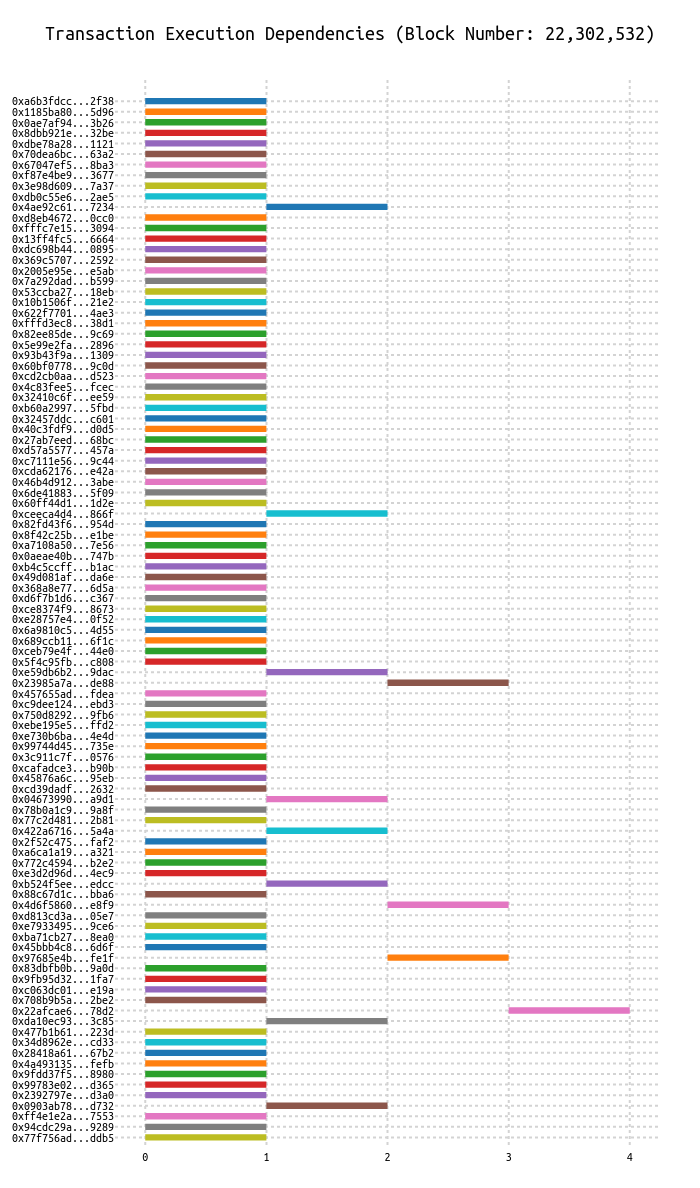 Transaction Execution Dependencies (Block Number: 22,302,532)
0xa6b3fdcc...2f38
0x1185ba80...5d96
0x0ae7af94...3b26
0x8dbb921e...32be
0xdbe78a28...1121
0x70dea6bc...63a2
0x67047ef5...8ba3
0xf87e4be9...3677
0x3e98d609...7a37
0xdb0c55e6...2ae5
0x4ae92c61...7234
0xd8eb4672...0cc0
0xfffc7e15...3094
0x13ff4fc5...6664
0xdc698b44...0895
0x369c5707...2592
0x2005e95e...e5ab
0x7a292dad...b599
0x53ccba27...18eb
0x10b1506f...21e2
0x622f7701...4ae3
0xfffd3ec8...38d1
0x82ee85de...9c69
0x5e99e2fa...2896
0x93b43f9a...1309
0x60bf0778...9c0d
0xcd2cb0aa...d523
0x4c83fee5...fcec
0x32410c6f...ee59
0xb60a2997...5fbd
0x32457ddc...c601
0x40c3fdf9...d0d5
0x27ab7eed...68bc
0xd57a5577...457a
0xc7111e56...9c44
0xcda62176...e42a
0x46b4d912...3abe
0x6de41883...5f09
0x60ff44d1...1d2e
0xceeca4d4...866f
0x82fd43f6...954d
0x8f42c25b...e1be
0xa7108a50...7e56
0x0aeae40b...747b
0xb4c5ccff...b1ac
0x49d081af...da6e
0x368a8e77...6d5a
0xd6f7b1d6...c367
0xce8374f9...8673
0xe28757e4...0f52
0x6a9810c5...4d55
0x689ccb11...6f1c
0xceb79e4f...44e0
0x5f4c95fb...c808
0xe59db6b2...9dac
0x23985a7a...de88
0x457655ad...fdea
0xc9dee124...ebd3
0x750d8292...9fb6
0xebe195e5...ffd2
0xe730b6ba...4e4d
0x99744d45...735e
0x3c911c7f...0576
0xcafadce3...b90b
0x45876a6c...95eb
0xcd39dadf...2632
0x04673990...a9d1
0x78b0a1c9...9a8f
0x77c2d481...2b81
0x422a6716...5a4a
0x2f52c475...faf2
0xa6ca1a19...a321
0x772c4594...b2e2
0xe3d2d96d...4ec9
0xb524f5ee...edcc
0x88c67d1c...bba6
0x4d6f5860...e8f9
0xd813cd3a...05e7
0xe7933495...9ce6
0xba71cb27...8ea0
0x45bbb4c8...6d6f
0x97685e4b...fe1f
0x83dbfb0b...9a0d
0x9fb95d32...1fa7
0xc063dc01...e19a
0x708b9b5a...2be2
0x22afcae6...78d2
0xda10ec93...3c85
0x477b1b61...223d
0x34d8962e...cd33
0x28418a61...67b2
0x4a493135...fefb
0x9fdd37f5...8980
0x99783e02...d365
0x2392797e...d3a0
0x0903ab78...d732
0xff4e1e2a...7553
0x94cdc29a...9289
0x77f756ad...ddb5
0 1 2 3 4